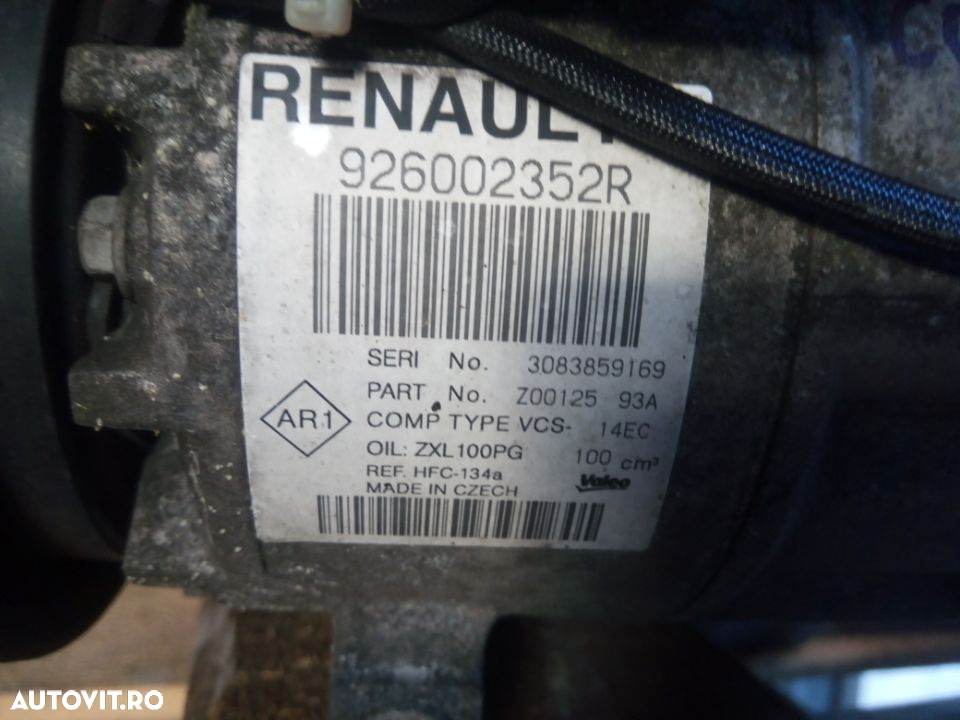 RENAULT
926002352R
SERI No. 3083859169
PART No. Z00125 93A
AR1
COMP TYPE VCS- 14EC
OIL: ZXL100PG 100 cm³
REF. HFC-134a
Valeo
MADE IN CZECH
AUTOVIT.RO